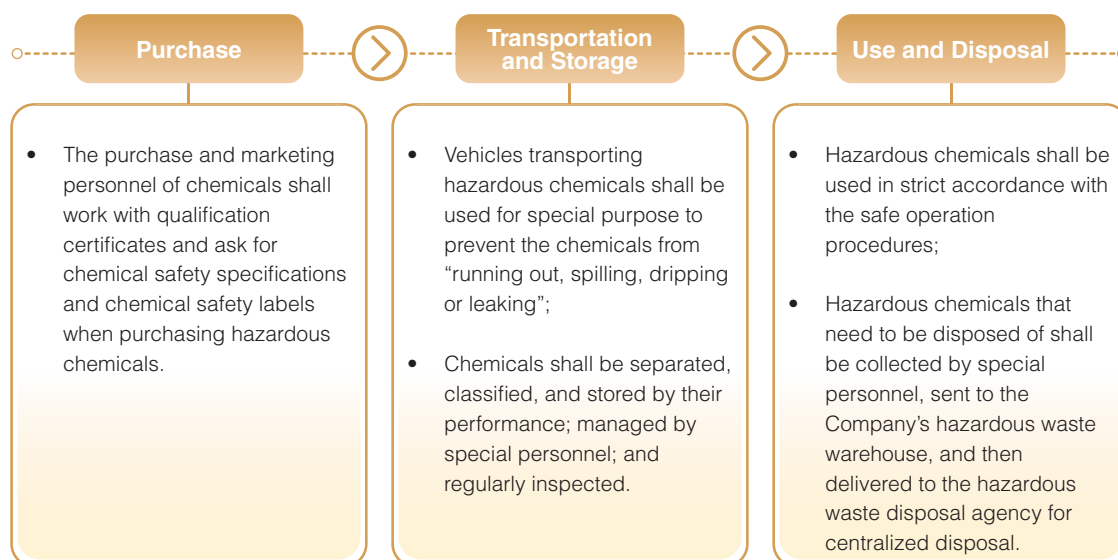 Purchase
• The purchase and marketing
personnel of chemicals shall
work with qualification
certificates and ask for
chemical safety specifications
and chemical safety labels
when purchasing hazardous
chemicals.
Transportation
and Storage
• Vehicles transporting
hazardous chemicals shall be
used for special purpose to
prevent the chemicals from
“running out, spilling, dripping
or leaking”;
• Chemicals shall be separated,
classified, and stored by their
performance; managed by
special personnel; and
regularly inspected.
Use and Disposal
• Hazardous chemicals shall be
used in strict accordance with
the safe operation
procedures;
• Hazardous chemicals that
need to be disposed of shall
be collected by special
personnel, sent to the
Company’s hazardous waste
warehouse, and then
delivered to the hazardous
waste disposal agency for
centralized disposal.